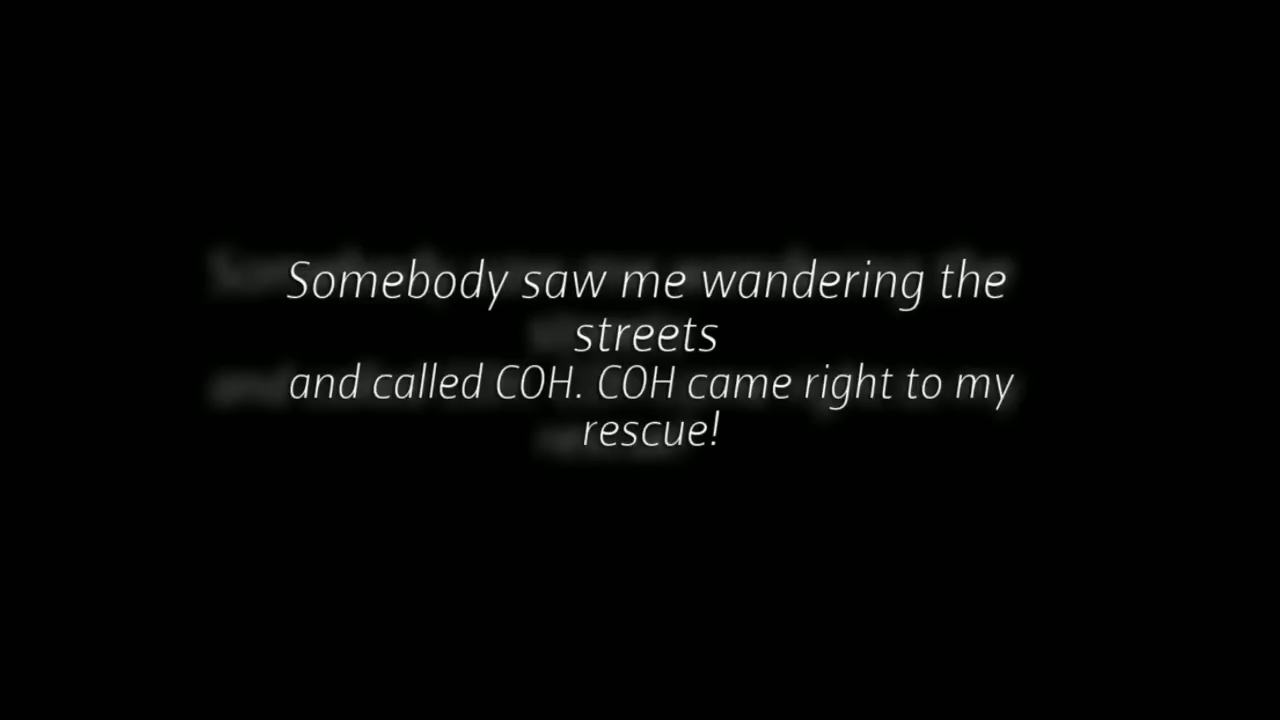 Somebody saw me wandering the
streets
and called COH. COH came right to my
rescue!